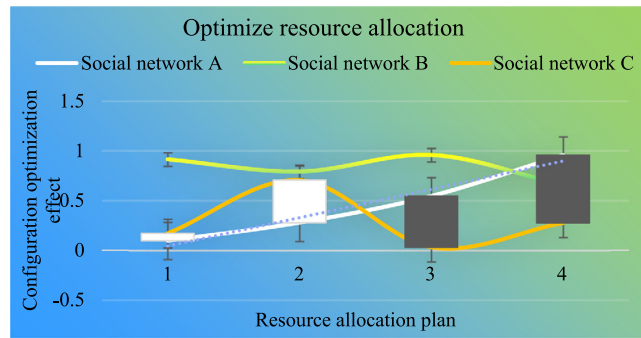 Optimize resource allocation
Social network A
Social network B
Social network C
Configuration optimization
effect
1.5
1
0.5
0
-0.5
1
2
3
4
Resource allocation plan